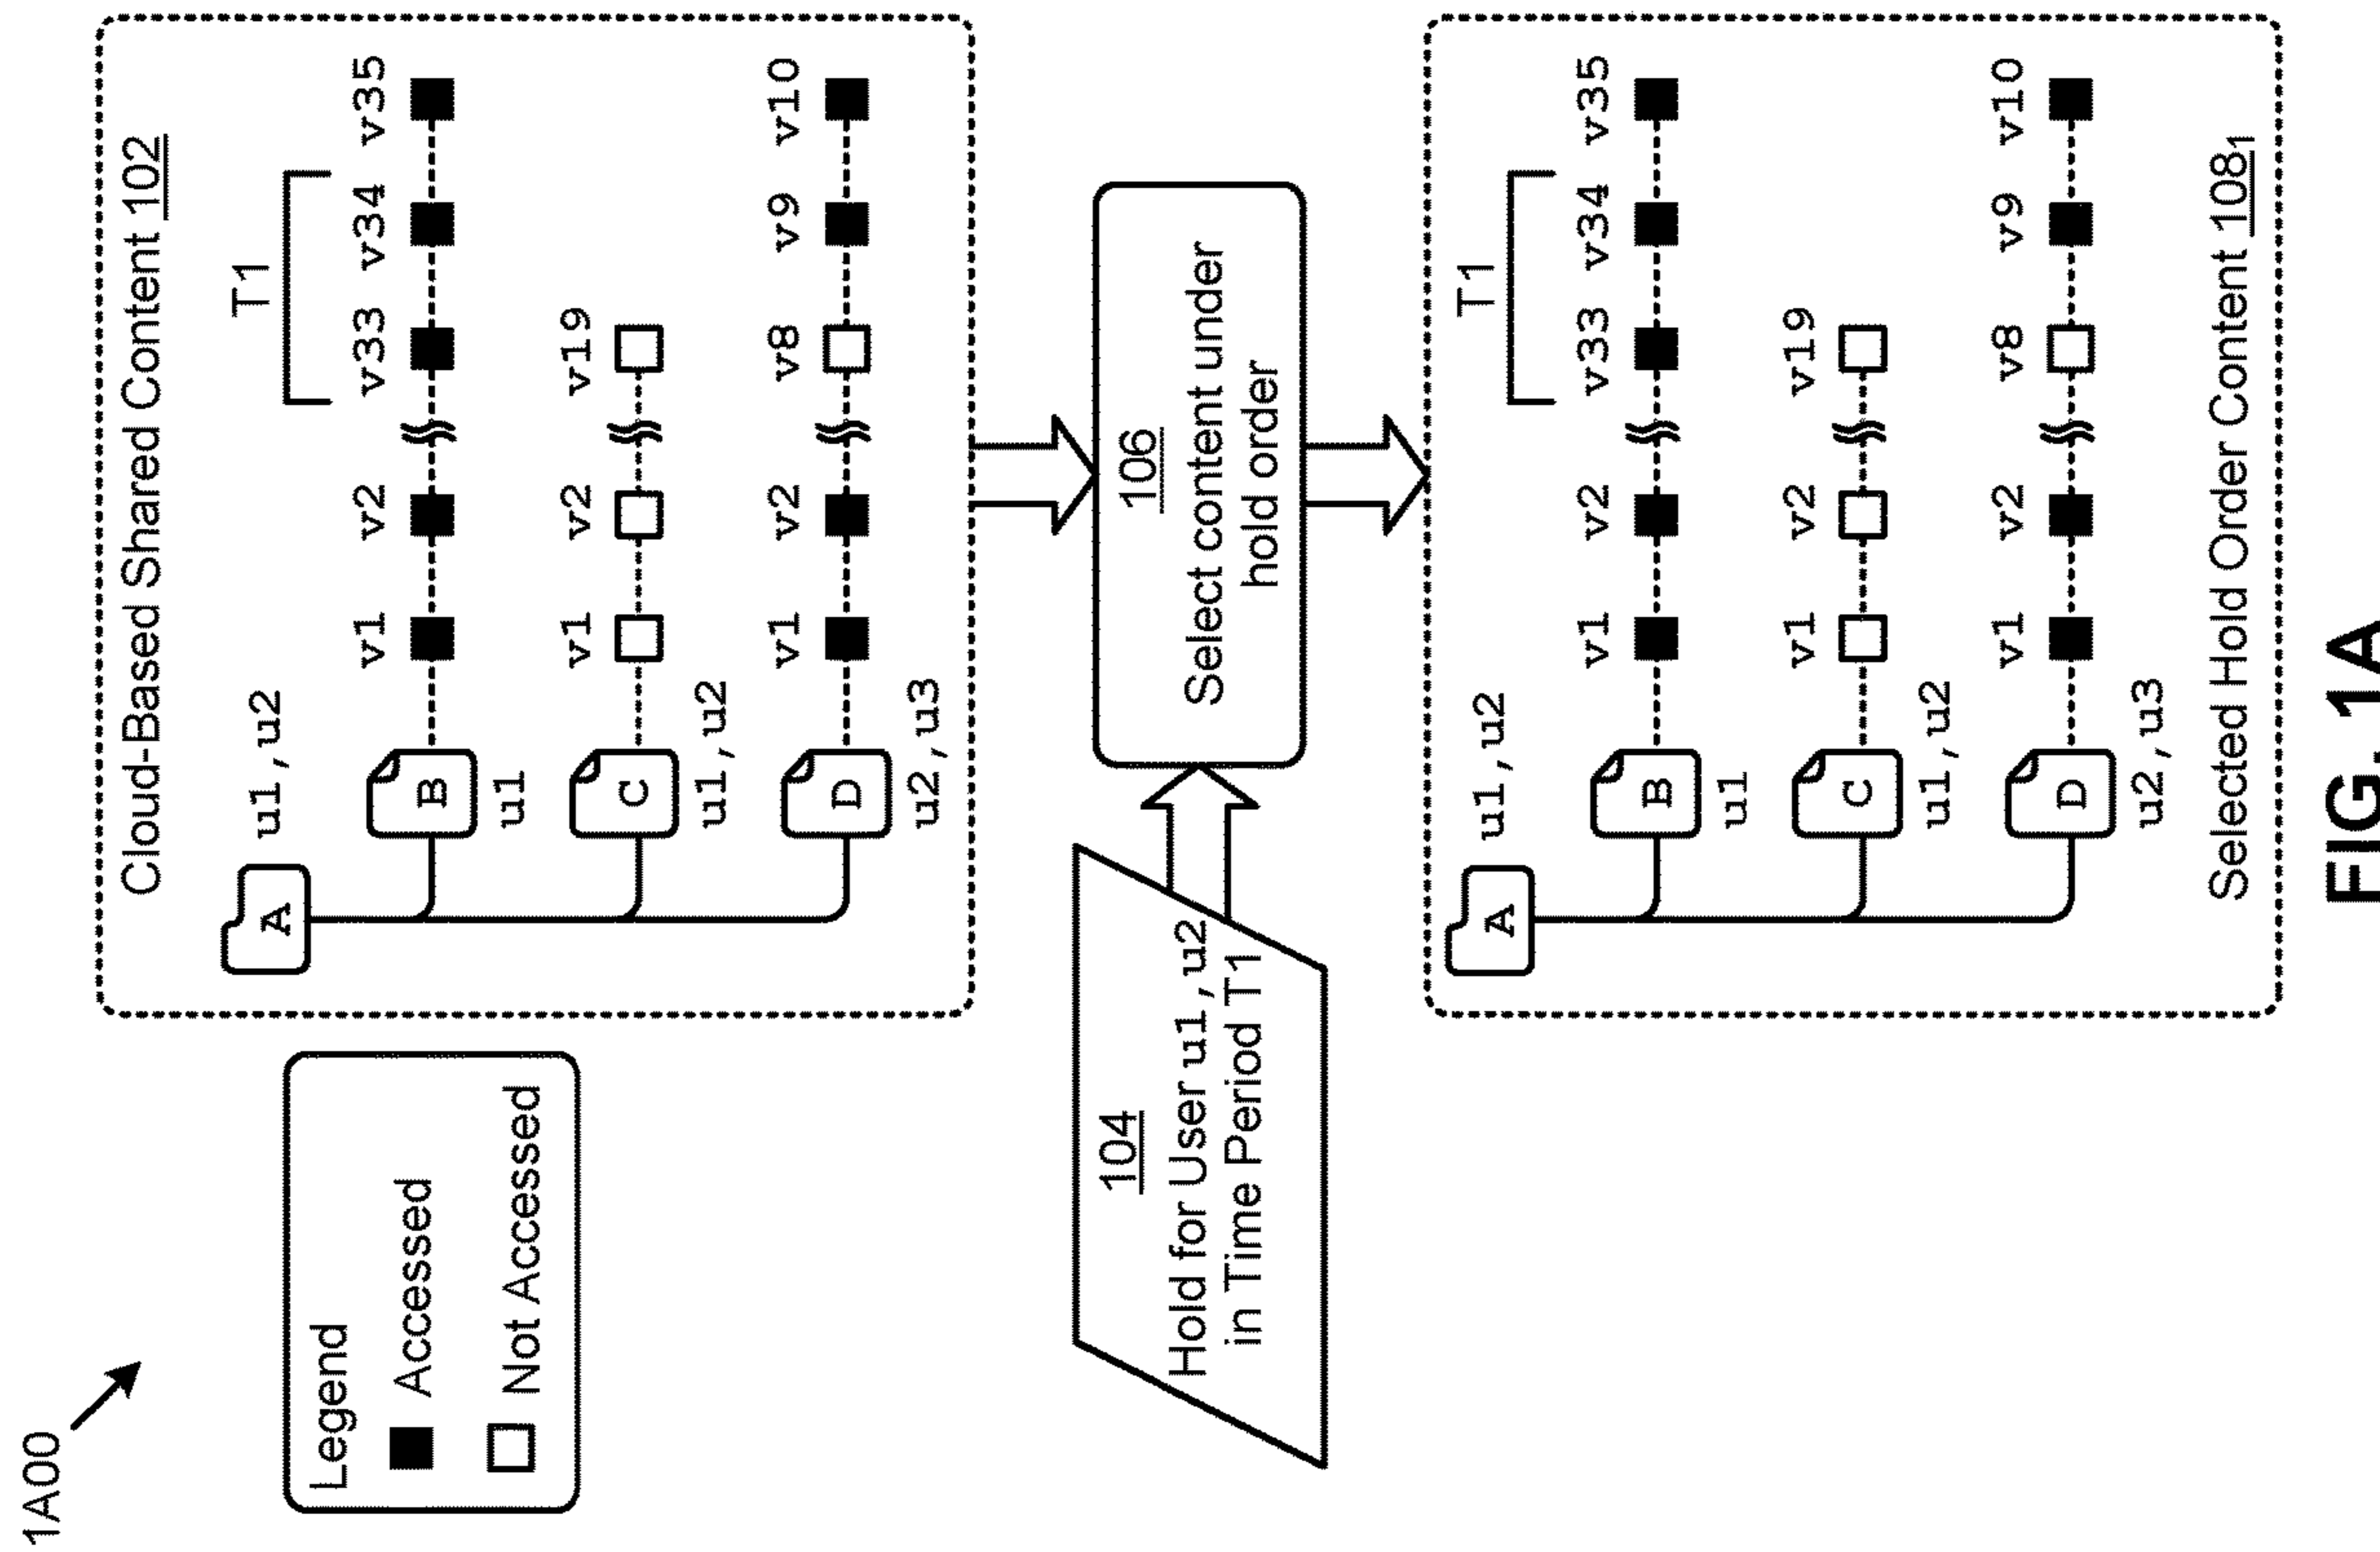 1A00
Legend
Accessed
Not Accessed
Cloud-Based Shared Content 102
A
u1,u2
T1
B
v1 v2 v33 v34 v35
u1
C
v1 v2 v19
u1,u2
D
v1 v2 v8 v9 v10
u2,u3
104
Hold for User u1,u2
in Time Period T1
106
Select content under
hold order
A
u1,u2
T1
B
v1 v2 v33 v34 v35
u1
C
v1 v2 v19
u1,u2
D
v1 v2 v8 v9 v10
u2,u3
Selected Hold Order Content 108₁
FIG. 1A